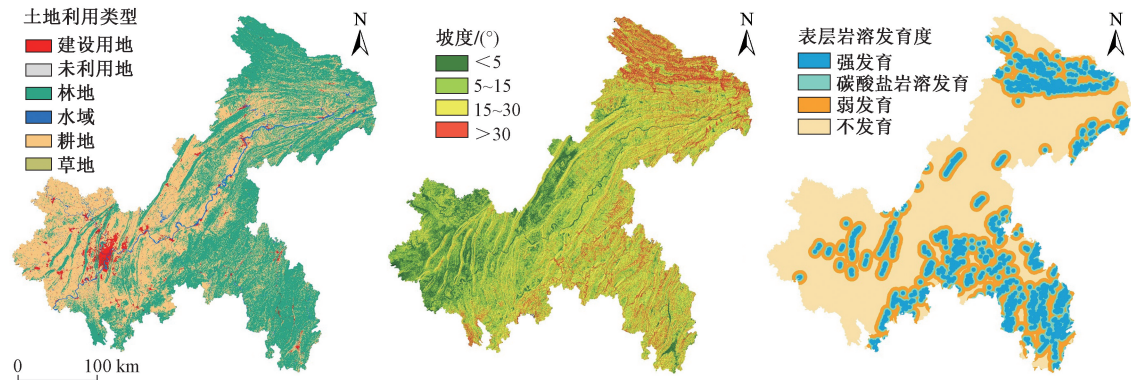 土地利用类型
建设用地
未利用地
林地
水域
耕地
草地
0 100 km
N
坡度/(°)
<5
5~15
15~30
>30
N
表层岩溶发育度
强发育
碳酸盐岩溶发育
弱发育
不发育
N